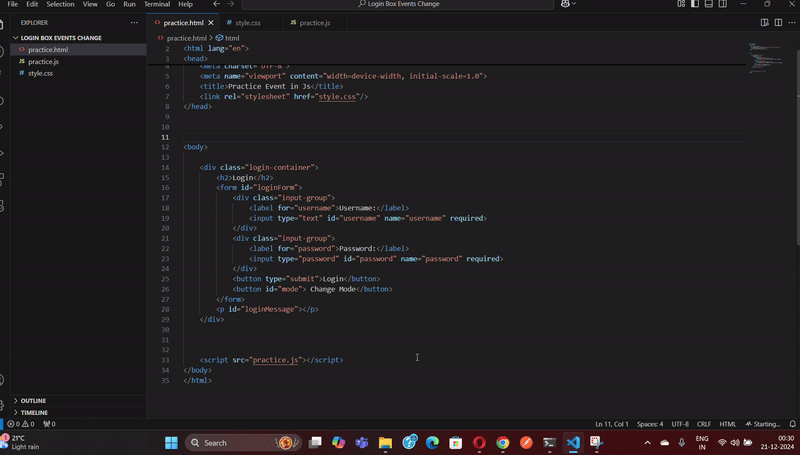 File Edit Selection View Go Run Terminal Help
Login Box Events Change
EXPLORER
LOGIN BOX EVENTS CHANGE
practice.html
JS practice.js
# style.css
OUTLINE
TIMELINE
practice.html
# style.css
JS practice.js
practice.html > html
2 <html lang="en">
3 <head>
4 <meta charset="UTF-8">
5 <meta name="viewport" content="width=device-width, initial-scale=1.0">
6 <title>Practice Event in Js</title>
7 <link rel="stylesheet" href="style.css"/>
8 </head>
9
10
11
12 <body>
13
14 <div class="login-container">
15 <h2>Login</h2>
16 <form id="loginForm">
17 <div class="input-group">
18 <label for="username">Username:</label>
19 <input type="text" id="username" name="username" required>
20 </div>
21 <div class="input-group">
22 <label for="password">Password:</label>
23 <input type="password" id="password" name="password" required>
24 </div>
25 <button type="submit">Login</button>
26 <button id="mode"> Change Mode</button>
27 </form>
28 <p id="loginMessage"></p>
29 </div>
30
31
32
33 <script src="practice.js"></script>
34 </body>
35 </html>
0 0 0
Ln 11, Col 1 Spaces: 4 UTF-8 CRLF HTML Starting...
21°C
Light rain
Search
ENG
IN
00:30
21-12-2024